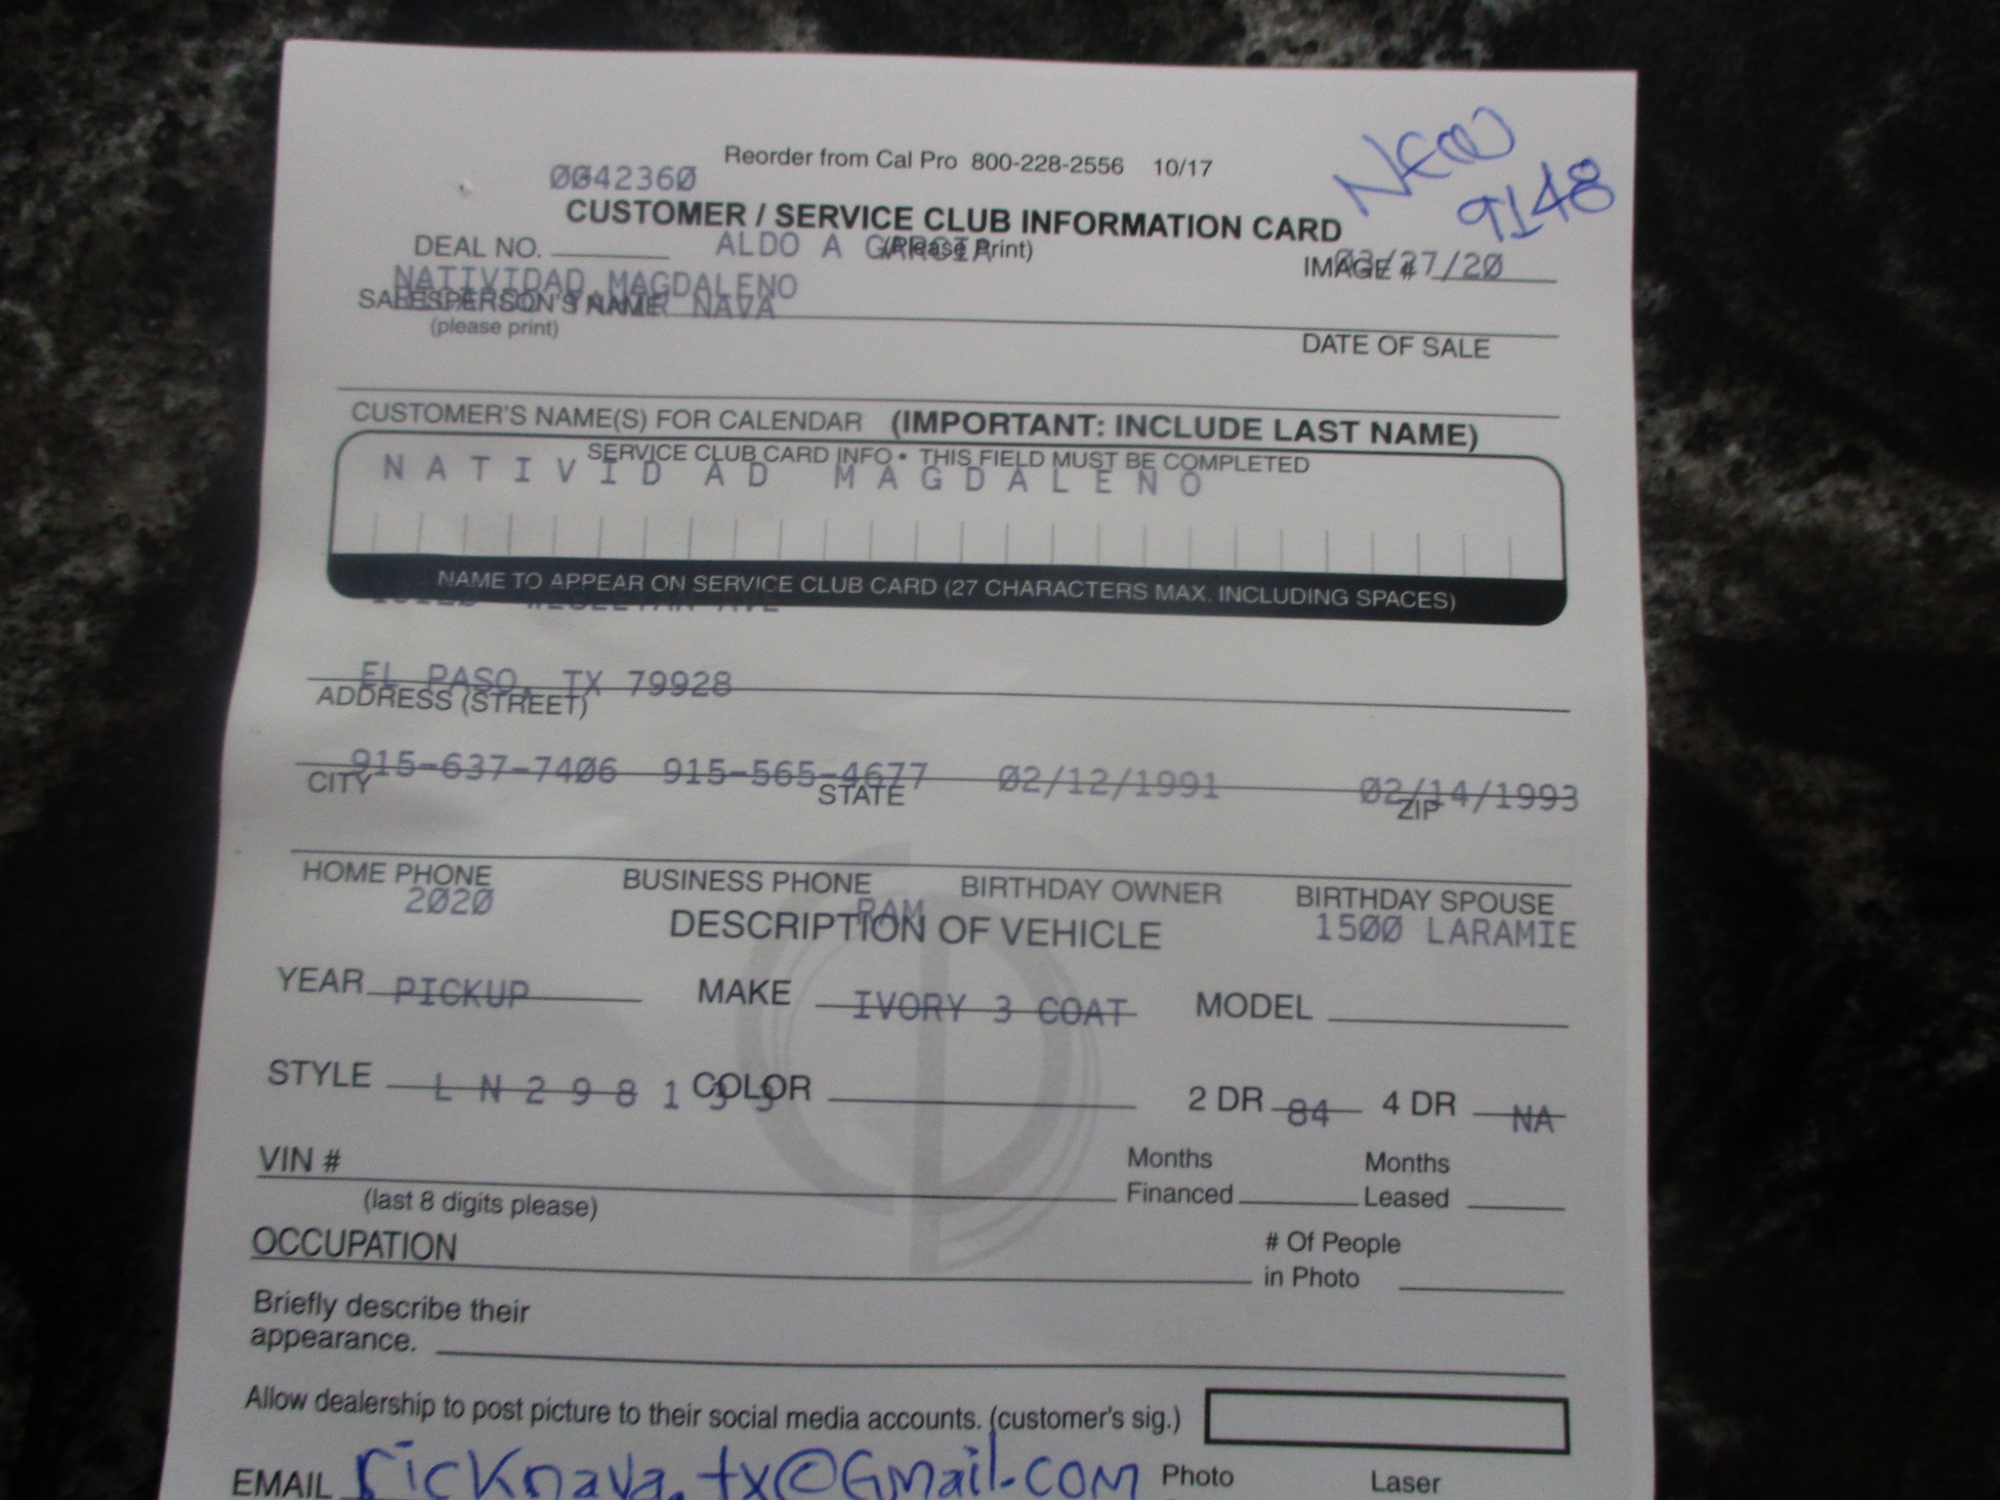 Reorder from Cal Pro 800-228-2556 10/17
NEW
9148
0042360
CUSTOMER / SERVICE CLUB INFORMATION CARD
(Please Print)
DEAL NO. ALDO A GARCIA
IMAGE # 03/27/20
NATIVIDAD MAGDALENO
SALESPERSON'S NAME NAVA
(please print)
DATE OF SALE
CUSTOMER'S NAME(S) FOR CALENDAR (IMPORTANT: INCLUDE LAST NAME)
SERVICE CLUB CARD INFO • THIS FIELD MUST BE COMPLETED
NATIVIDAD MAGDALENO
NAME TO APPEAR ON SERVICE CLUB CARD (27 CHARACTERS MAX. INCLUDING SPACES)
WESLEYAN AVE
EL PASO, TX 79928
ADDRESS (STREET)
915-637-7406 915-565-4677 02/12/1991 02/14/1993
CITY STATE ZIP
HOME PHONE BUSINESS PHONE BIRTHDAY OWNER BIRTHDAY SPOUSE
2020 RAM 1500 LARAMIE
DESCRIPTION OF VEHICLE
YEAR PICKUP MAKE IVORY 3 COAT MODEL
STYLE LN2981 COLOR 2 DR 84 4 DR NA
VIN # Months Financed Months Leased
(last 8 digits please)
OCCUPATION # Of People in Photo
Briefly describe their
appearance.
Allow dealership to post picture to their social media accounts. (customer's sig.)
EMAIL ricknava.tx@Gmail.com Photo Laser